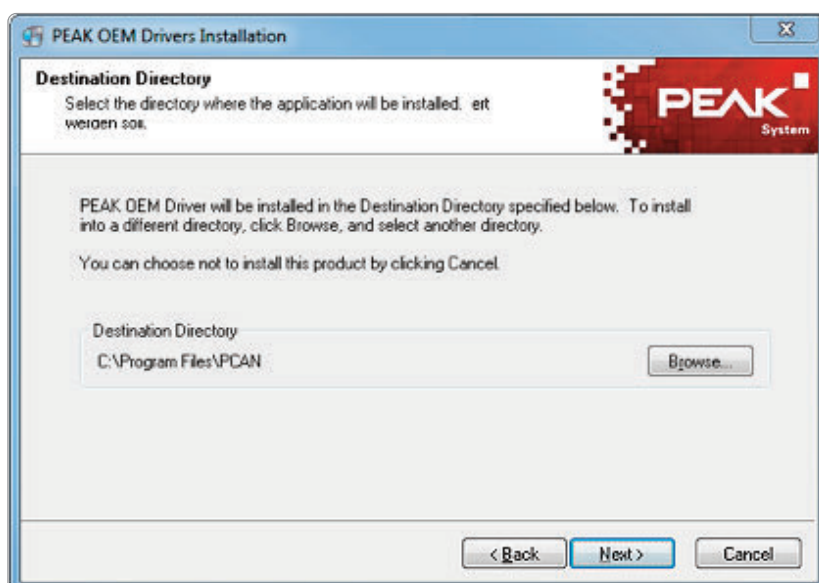 PEAK OEM Drivers Installation
Destination Directory
Select the directory where the application will be installed. ert
werden soll.
PEAK
System
PEAK OEM Driver will be installed in the Destination Directory specified below. To install
into a different directory, click Browse, and select another directory.
You can choose not to install this product by clicking Cancel.
Destination Directory
C:\Program Files\PCAN
Browse...
< Back
Next >
Cancel